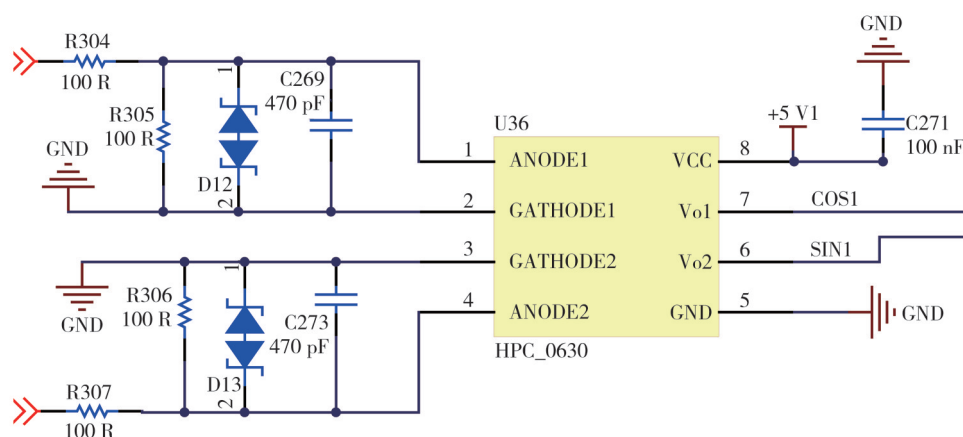 GND
R304
100 R
R305
100 R
GND
1
D12
2
C269
470 pF
U36
+5 V1
C271
100 nF
1
ANODE1
VCC
8
2
GATHODE1
Vo1
7
COS1
3
GATHODE2
Vo2
6
SIN1
4
ANODE2
GND
5
GND
HPC_0630
GND
R306
100 R
1
D13
2
C273
470 pF
R307
100 R